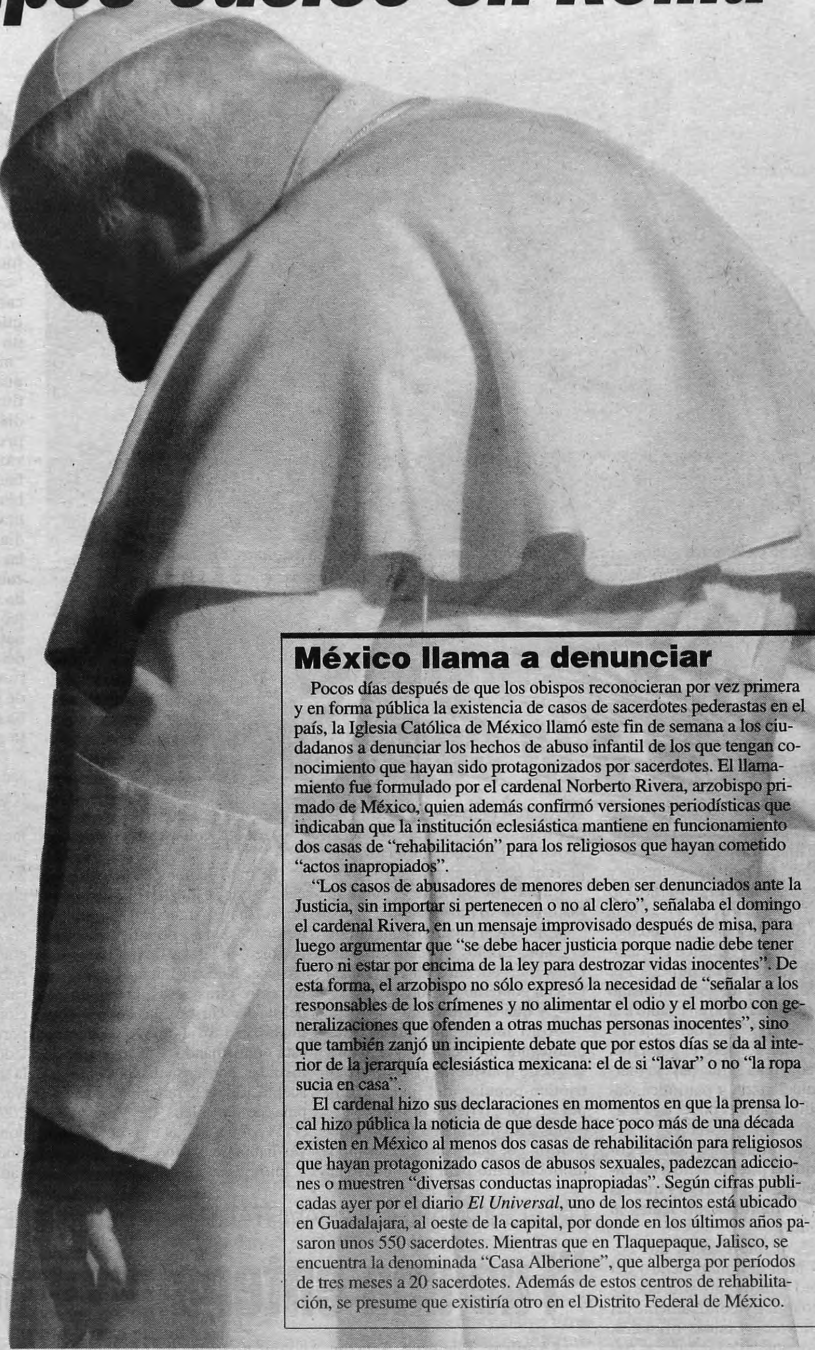 en Roma
México llama a denunciar
Pocos días después de que los obispos reconocieran por vez primera
y en forma pública la existencia de casos de sacerdotes pederastas en el
país, la Iglesia Católica de México llamó este fin de semana a los ciu-
dadanos a denunciar los hechos de abuso infantil de los que tengan co-
nocimiento que hayan sido protagonizados por sacerdotes. El llama-
miento fue formulado por el cardenal Norberto Rivera, arzobispo pri-
mado de México, quien además confirmó versiones periodísticas que
indicaban que la institución eclesiástica mantiene en funcionamiento
dos casas de “rehabilitación” para los religiosos que hayan cometido
“actos inapropiados”.
“Los casos de abusadores de menores deben ser denunciados ante la
Justicia, sin importar si pertenecen o no al clero”, señalaba el domingo
el cardenal Rivera, en un mensaje improvisado después de misa, para
luego argumentar que “se debe hacer justicia porque nadie debe tener
fuero ni estar por encima de la ley para destrozar vidas inocentes”. De
esta forma, el arzobispo no sólo expresó la necesidad de “señalar a los
responsables de los crímenes y no alimentar el odio y el morbo con ge-
neralizaciones que ofenden a otras muchas personas inocentes”, sino
que también zanjó un incipiente debate que por estos días se da al inte-
rior de la jerarquía eclesiástica mexicana: el de si “lavar” o no “la ropa
sucia en casa”.
El cardenal hizo sus declaraciones en momentos en que la prensa lo-
cal hizo pública la noticia de que desde hace poco más de una década
existen en México al menos dos casas de rehabilitación para religiosos
que hayan protagonizado casos de abusos sexuales, padezcan adiccio-
nes o muestren “diversas conductas inapropiadas”. Según cifras publi-
cadas ayer por el diario El Universal, uno de los recintos está ubicado
en Guadalajara, al oeste de la capital, por donde en los últimos años pa-
saron unos 550 sacerdotes. Mientras que en Tlaquepaque, Jalisco, se
encuentra la denominada “Casa Alberione”, que alberga por períodos
de tres meses a 20 sacerdotes. Además de estos centros de rehabilita-
ción, se presume que existiría otro en el Distrito Federal de México.